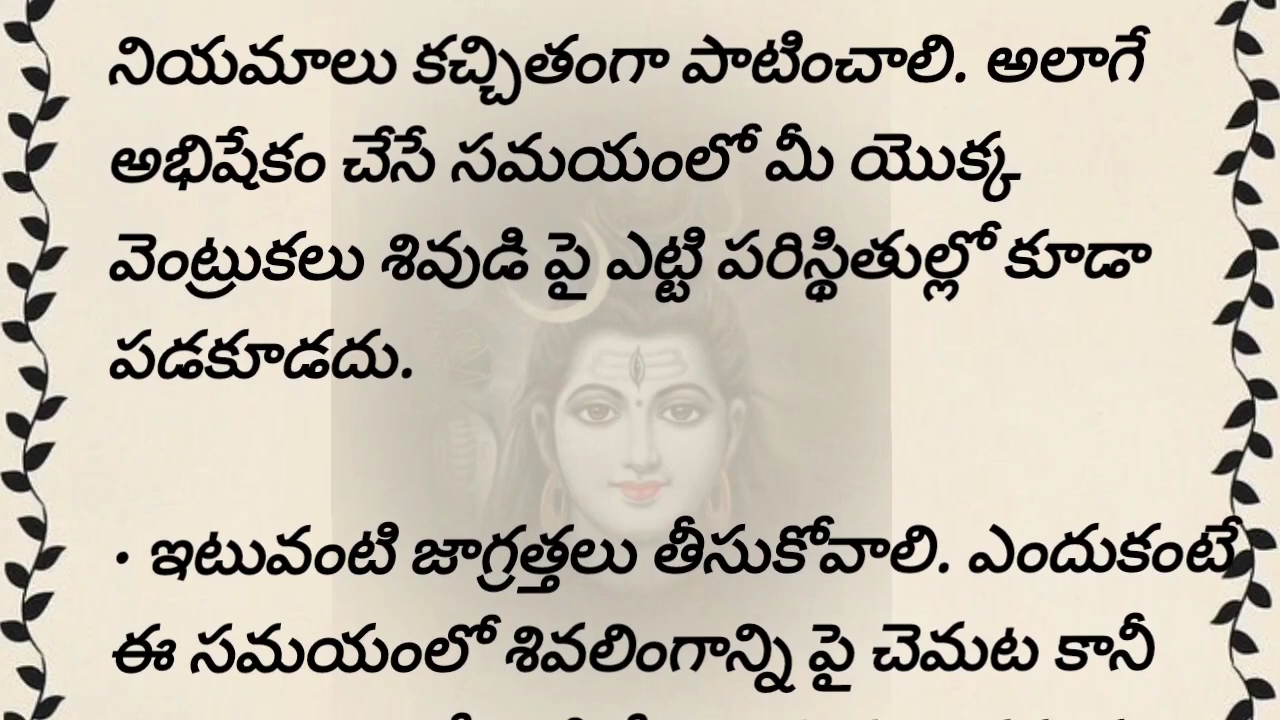 నియమాలు కచ్చితంగా పాటించాలి. అలాగే
అభిషేకం చేసే సమయంలో మీ యొక్క
వెంట్రుకలు శివుడి పై ఎట్టి పరిస్థితుల్లో కూడా
పడకూడదు.
• ఇటువంటి జాగ్రత్తలు తీసుకోవాలి. ఎందుకంటే
ఈ సమయంలో శివలింగాన్ని పై చెమట కానీ